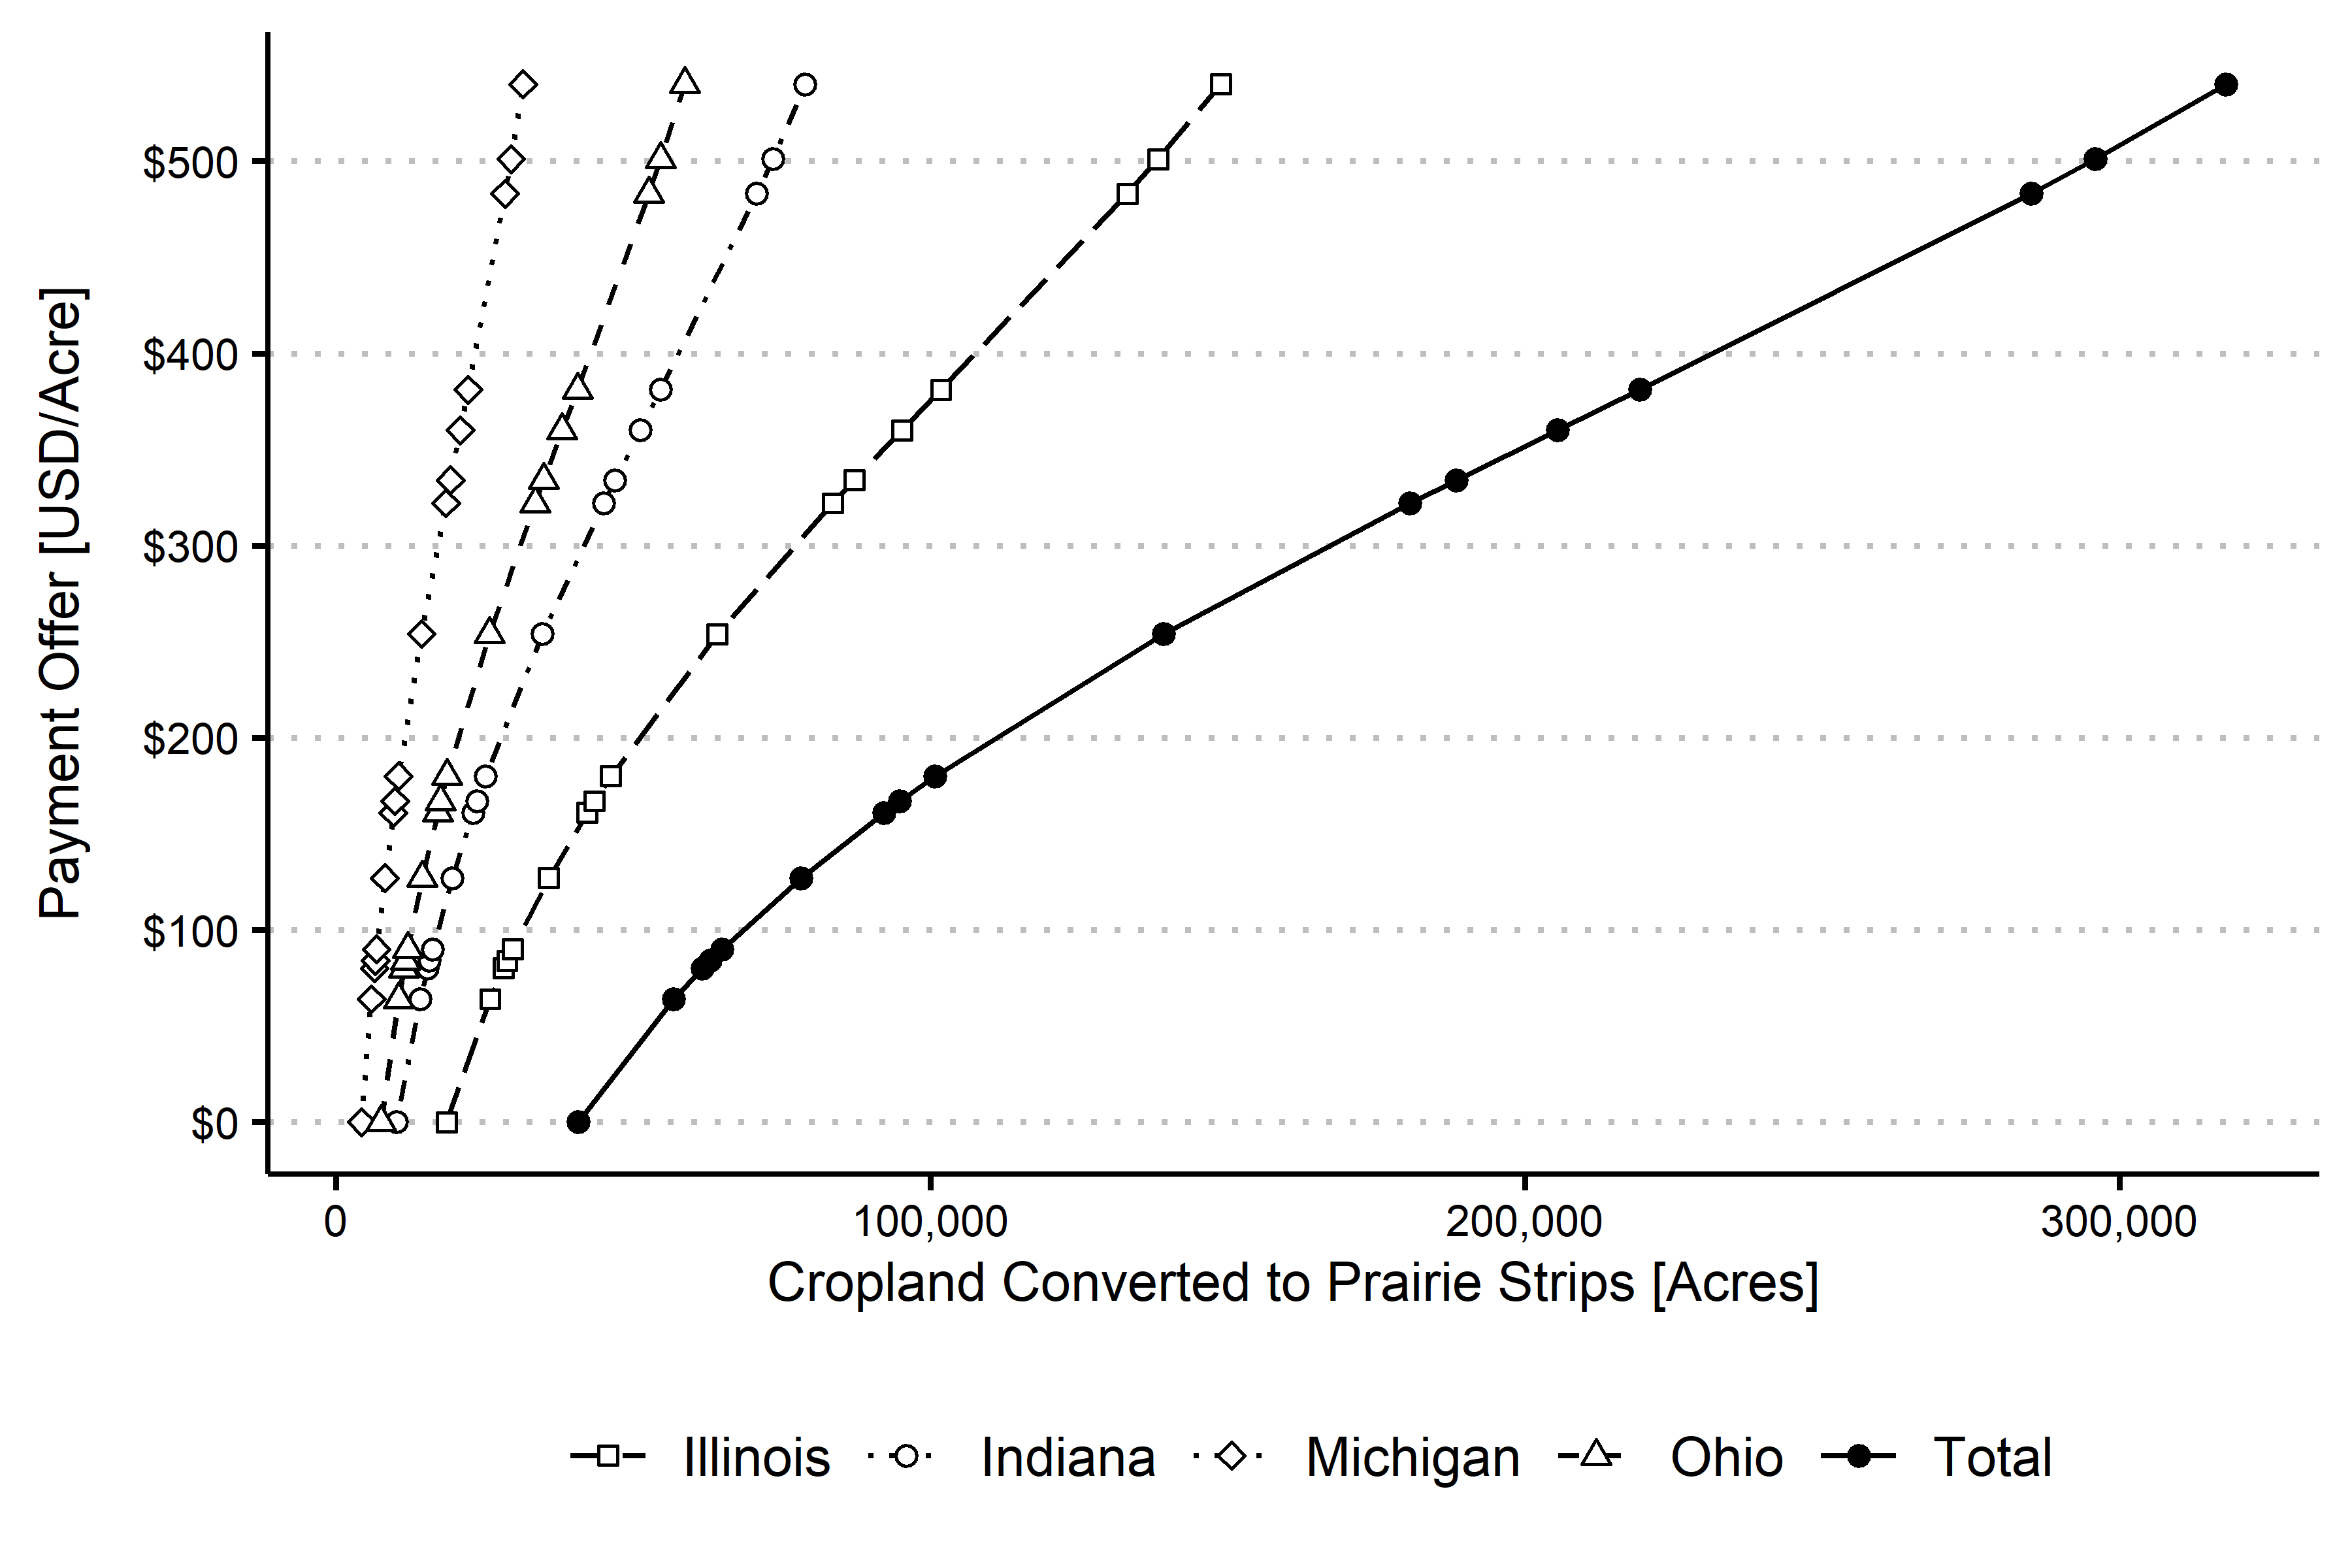 Payment Offer [USD/Acre]
$500
$400
$300
$200
$100
$0
0 100,000 200,000 300,000
Cropland Converted to Prairie Strips [Acres]
Illinois Indiana Michigan Ohio Total